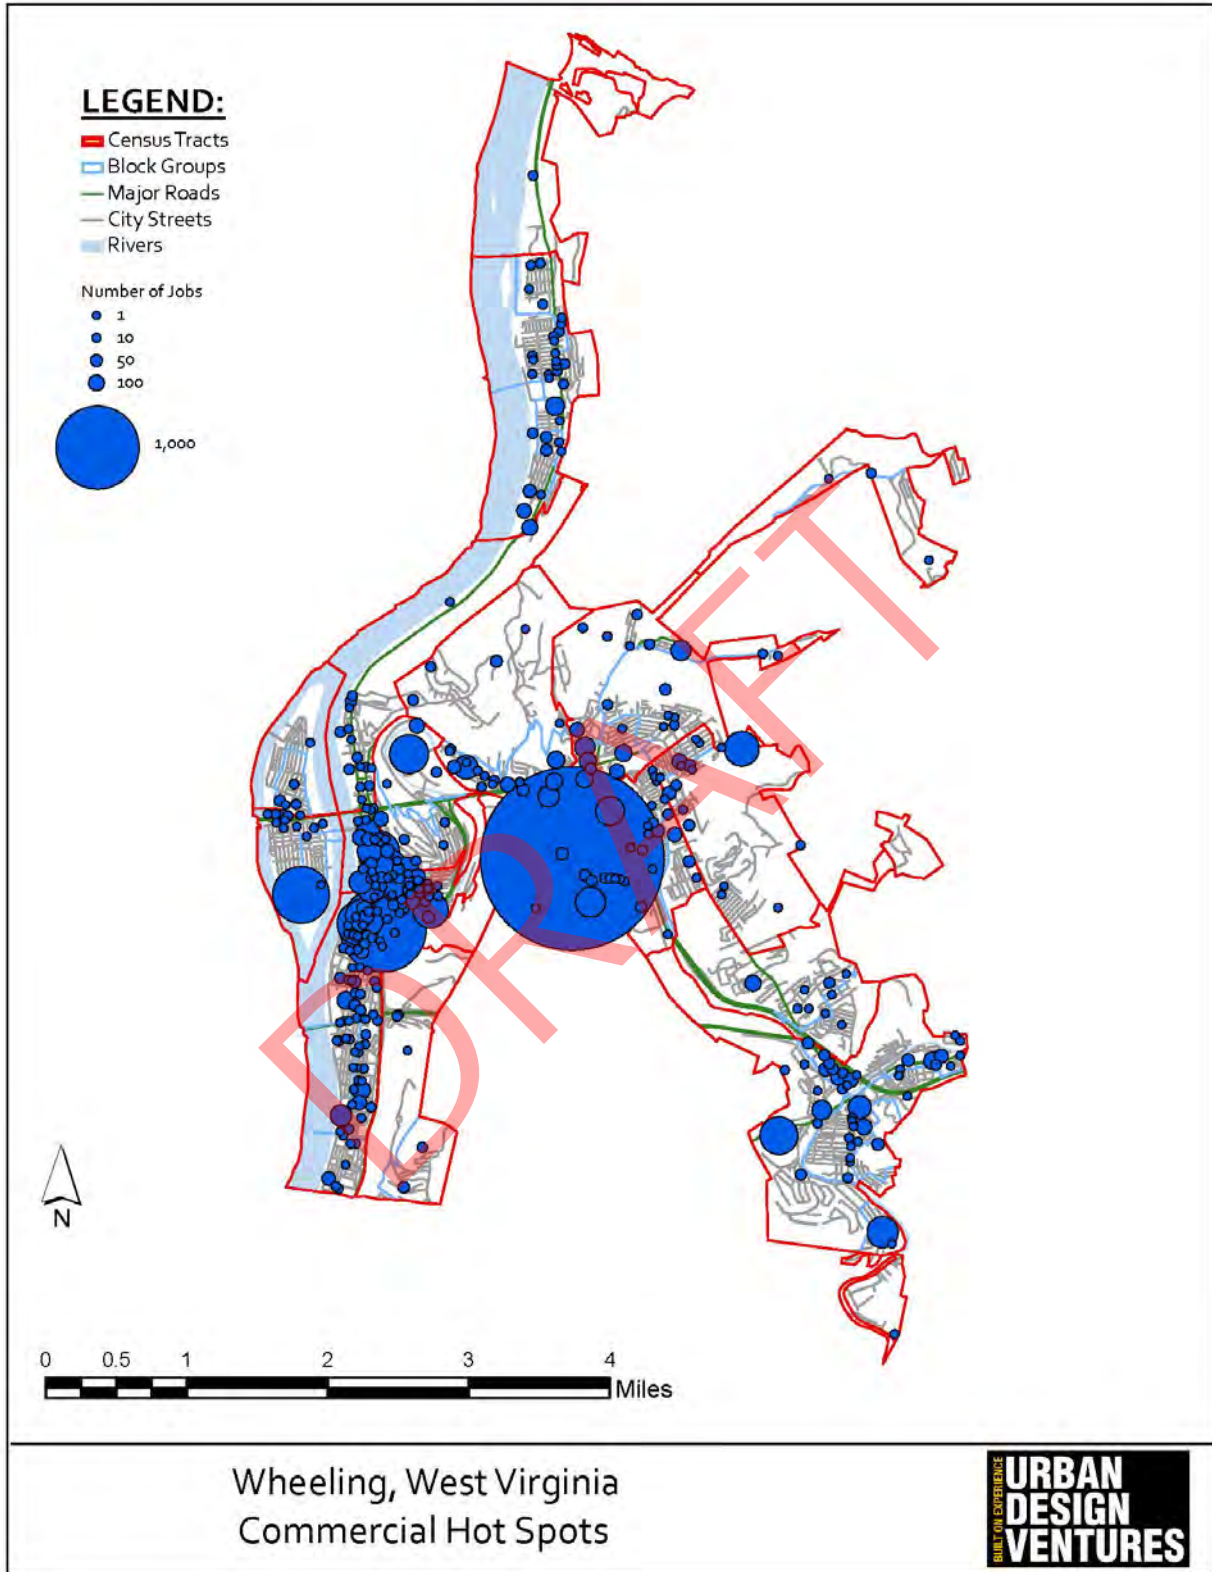 LEGEND:
Census Tracts
Block Groups
Major Roads
City Streets
Rivers
Number of Jobs
1
10
50
100
1,000
DRAFT
N
0 0.5 1 2 3 4
Miles
Wheeling, West Virginia
Commercial Hot Spots
BUILT ON EXPERIENCE
URBAN
DESIGN
VENTURES